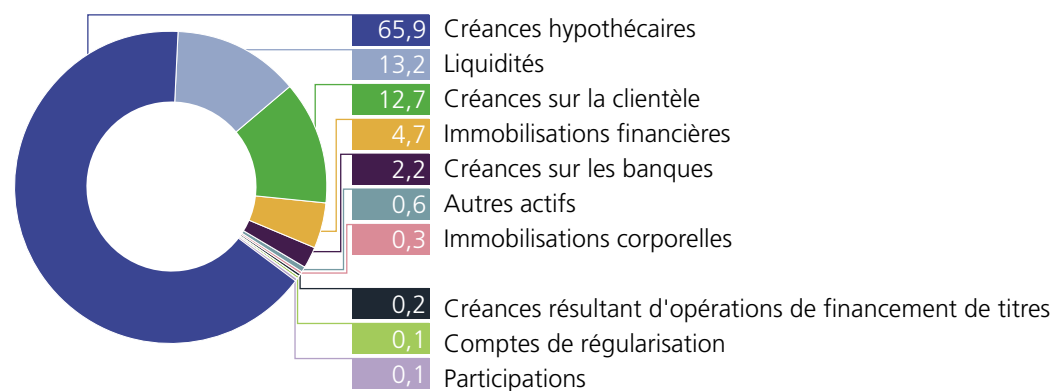 65,9 Créances hypothécaires
13,2 Liquidités
12,7 Créances sur la clientèle
4,7 Immobilisations financières
2,2 Créances sur les banques
0,6 Autres actifs
0,3 Immobilisations corporelles
0,2 Créances résultant d'opérations de financement de titres
0,1 Comptes de régularisation
0,1 Participations